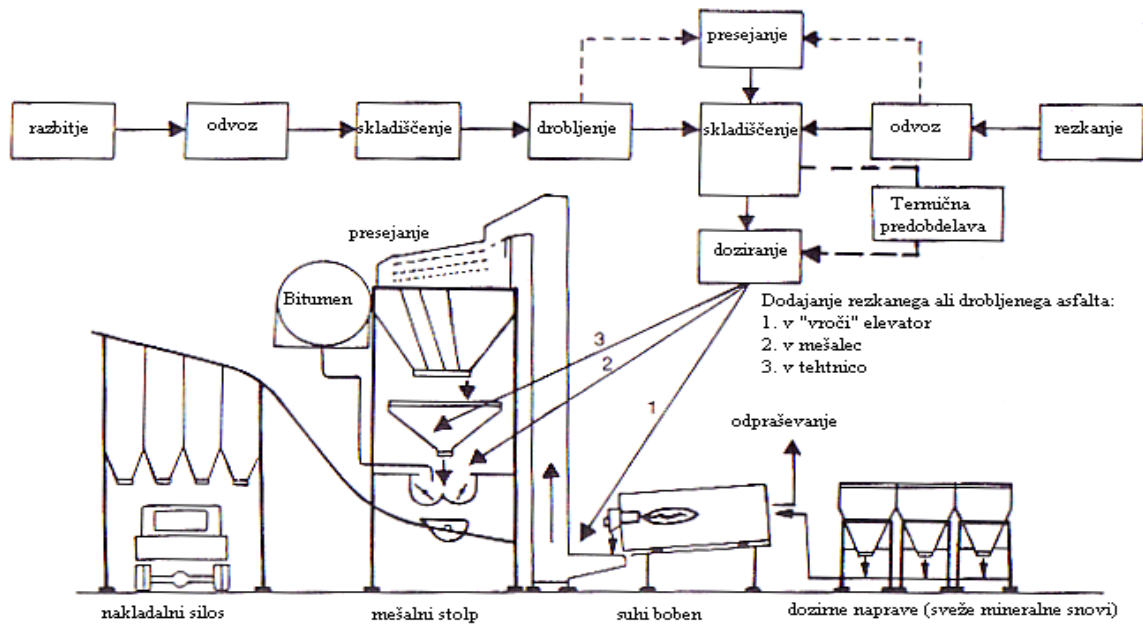 presejanje
razbitje
odvoz
skladiščenje
drobljenje
skladiščenje
odvoz
rezkanje
Termična
predobdelava
doziranje
presejanje
Bitumen
Dodajanje rezkanega ali drobljenega asfalta:
1. v "vroči" elevator
2. v mešalec
3. v tehtnico
3
2
1
odpraševanje
nakladalni silos
mešalni stolp
suhi boben
dozirne naprave (sveže mineralne snovi)